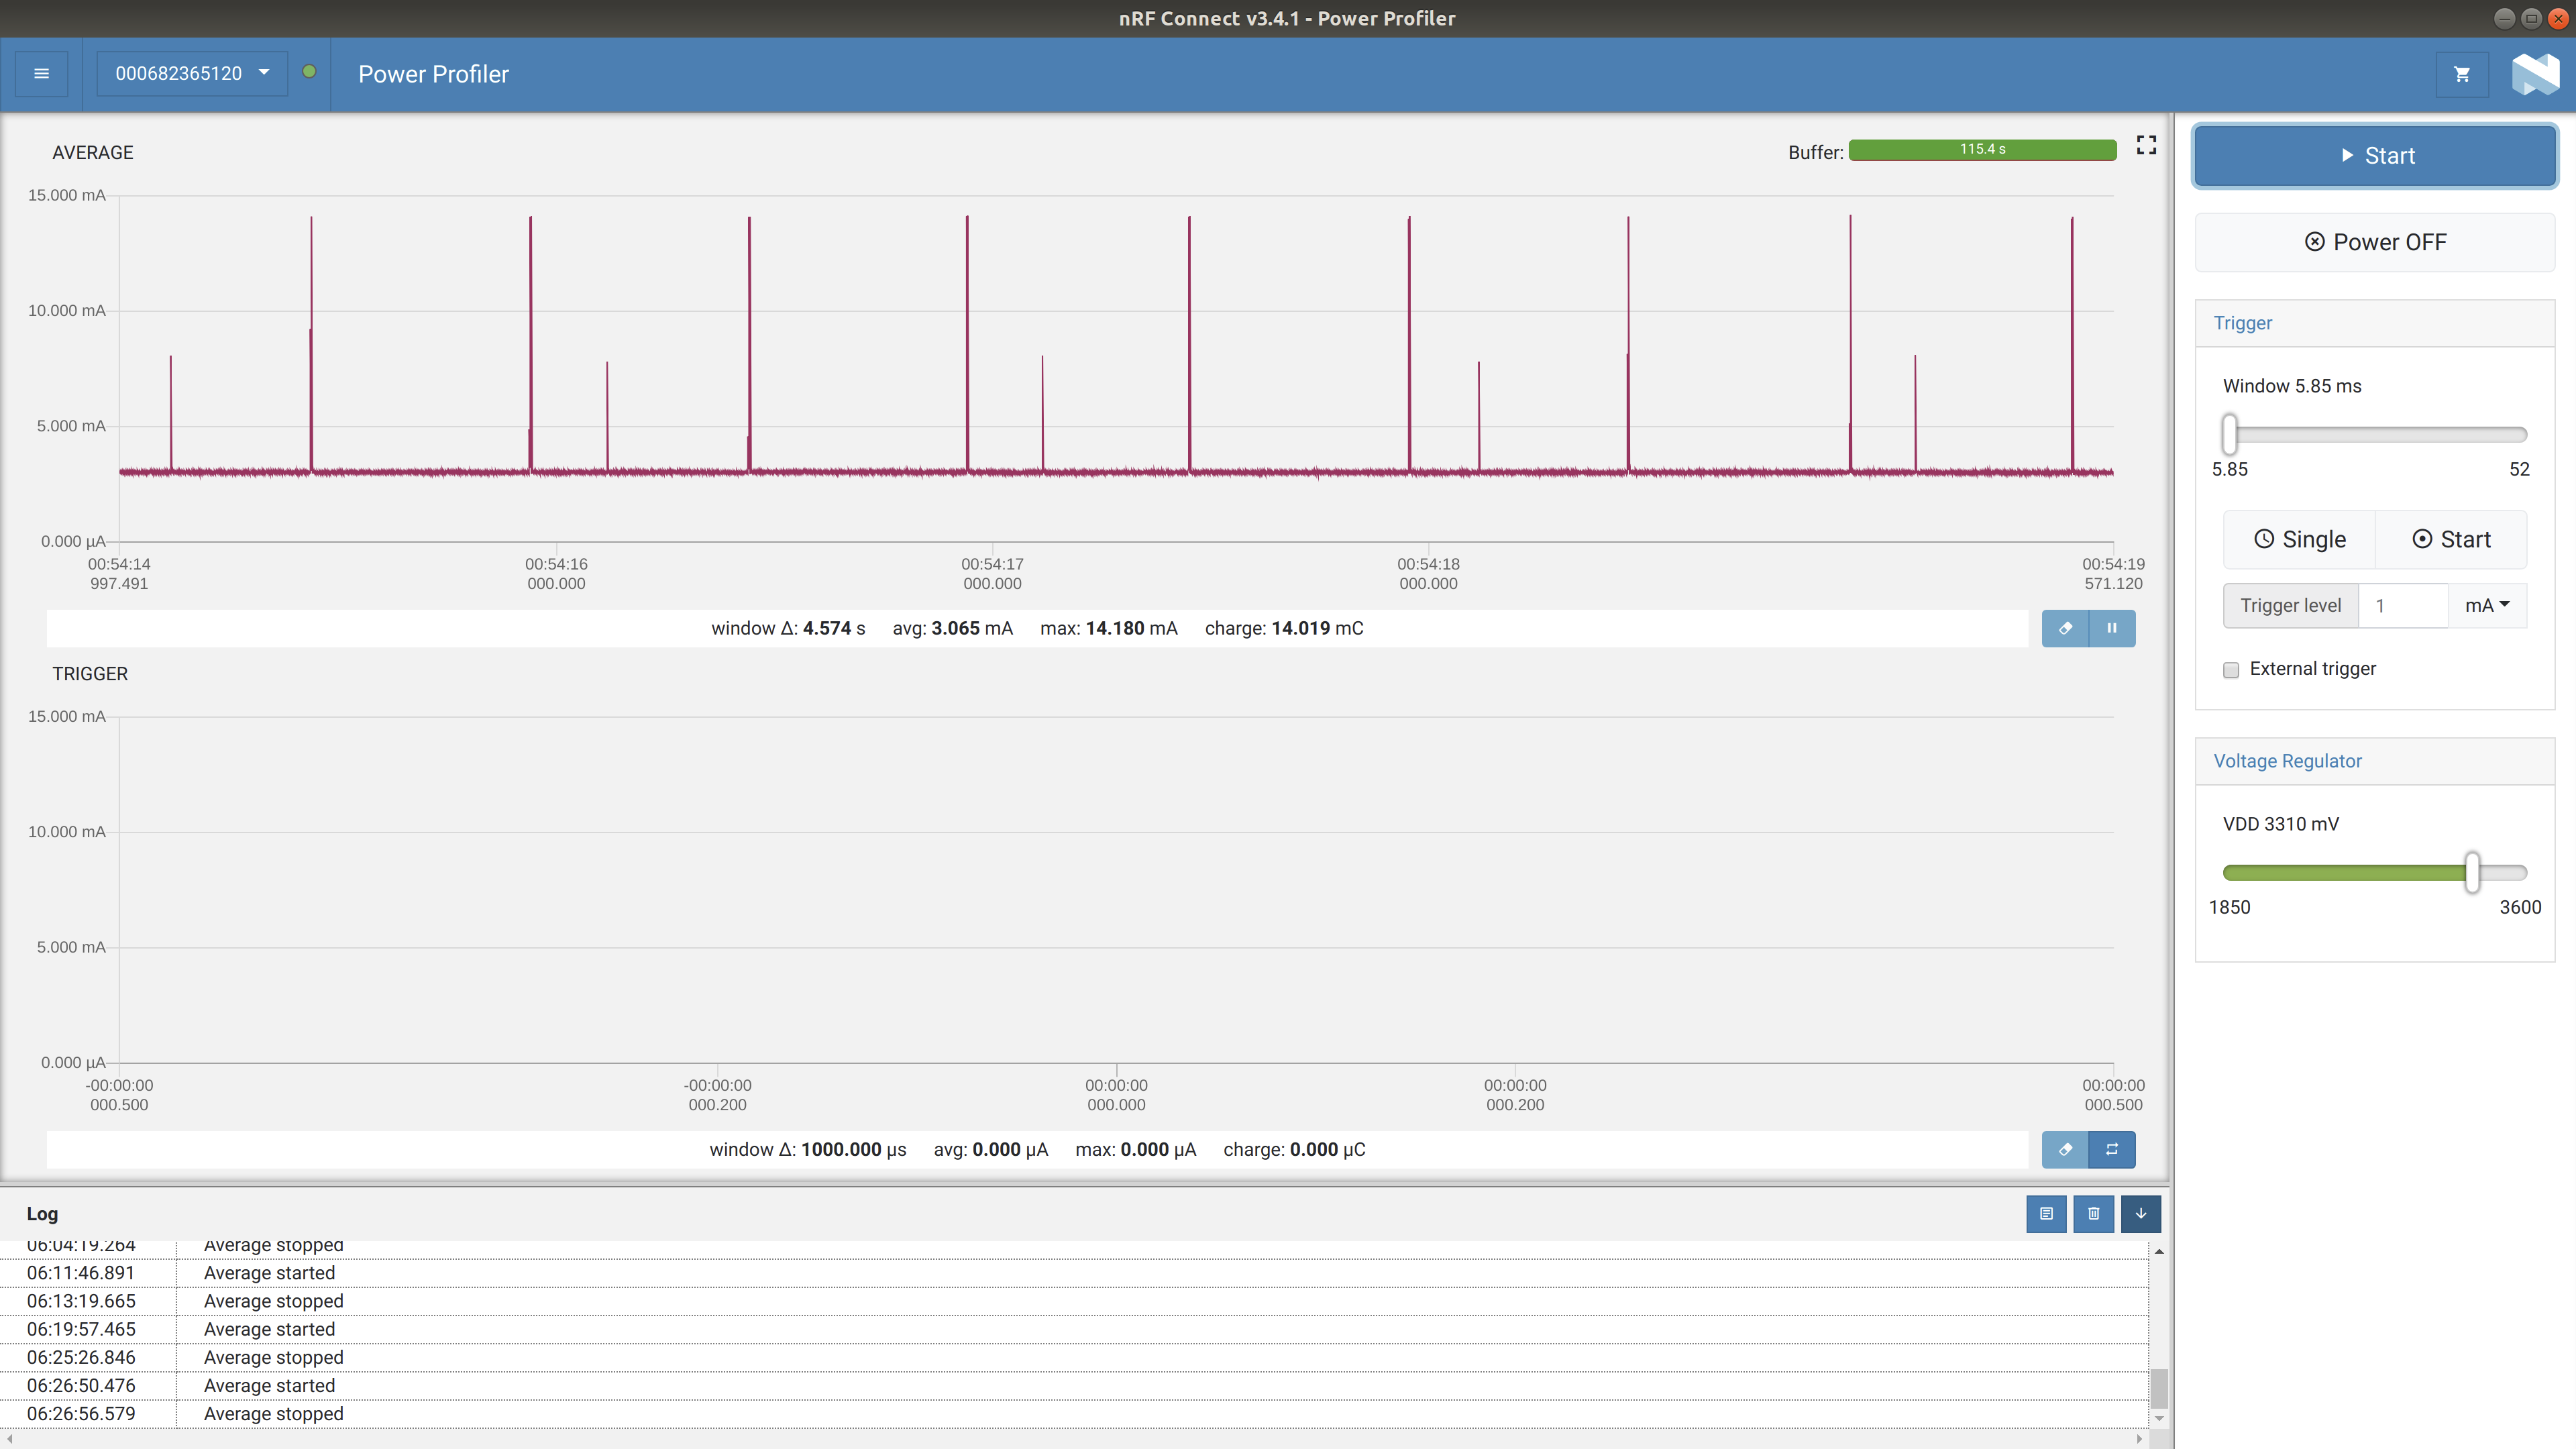 nRF Connect v3.4.1 - Power Profiler
000682365120
Power Profiler
AVERAGE
Buffer: 115.4 s
15.000 mA
10.000 mA
5.000 mA
0.000 µA
00:54:14 00:54:16 00:54:17 00:54:18 00:54:19
997.491 000.000 000.000 000.000 571.120
window Δ: 4.574 s avg: 3.065 mA max: 14.180 mA charge: 14.019 mC
TRIGGER
15.000 mA
10.000 mA
5.000 mA
0.000 µA
-00:00:00 -00:00:00 00:00:00 00:00:00 00:00:00
000.500 000.200 000.000 000.200 000.500
window Δ: 1000.000 µs avg: 0.000 µA max: 0.000 µA charge: 0.000 µC
Log
06:04:19.264 Average stopped
06:11:46.891 Average started
06:13:19.665 Average stopped
06:19:57.465 Average started
06:25:26.846 Average stopped
06:26:50.476 Average started
06:26:56.579 Average stopped
Start
Power OFF
Trigger
Window 5.85 ms
5.85 52
Single Start
Trigger level 1 mA
External trigger
Voltage Regulator
VDD 3310 mV
1850 3600